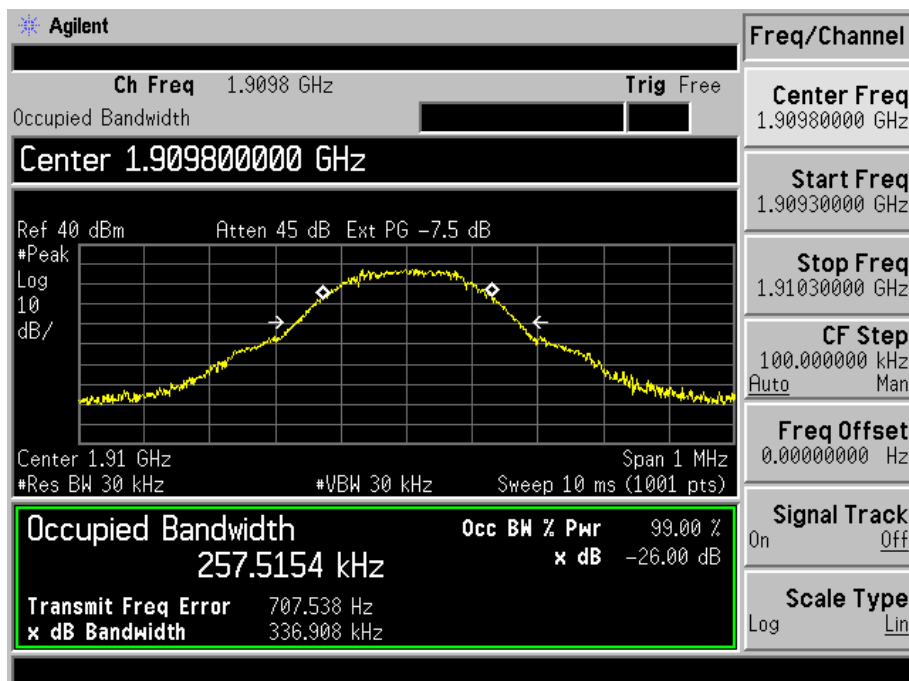 Agilent
Freq/Channel
Ch Freq 1.9098 GHz Trig Free
Occupied Bandwidth
Center 1.909800000 GHz
Ref 40 dBm Atten 45 dB Ext PG -7.5 dB
#Peak
Log
10
dB/
Center 1.91 GHz Span 1 MHz
#Res BW 30 kHz #VBW 30 kHz Sweep 10 ms (1001 pts)
Occupied Bandwidth Occ BW % Pwr 99.00 %
257.5154 kHz x dB -26.00 dB
Transmit Freq Error 707.538 Hz
x dB Bandwidth 336.908 kHz
Center Freq
1.90980000 GHz
Start Freq
1.90930000 GHz
Stop Freq
1.91030000 GHz
CF Step
100.000000 kHz
Auto Man
Freq Offset
0.00000000 Hz
Signal Track
On Off
Scale Type
Log Lin